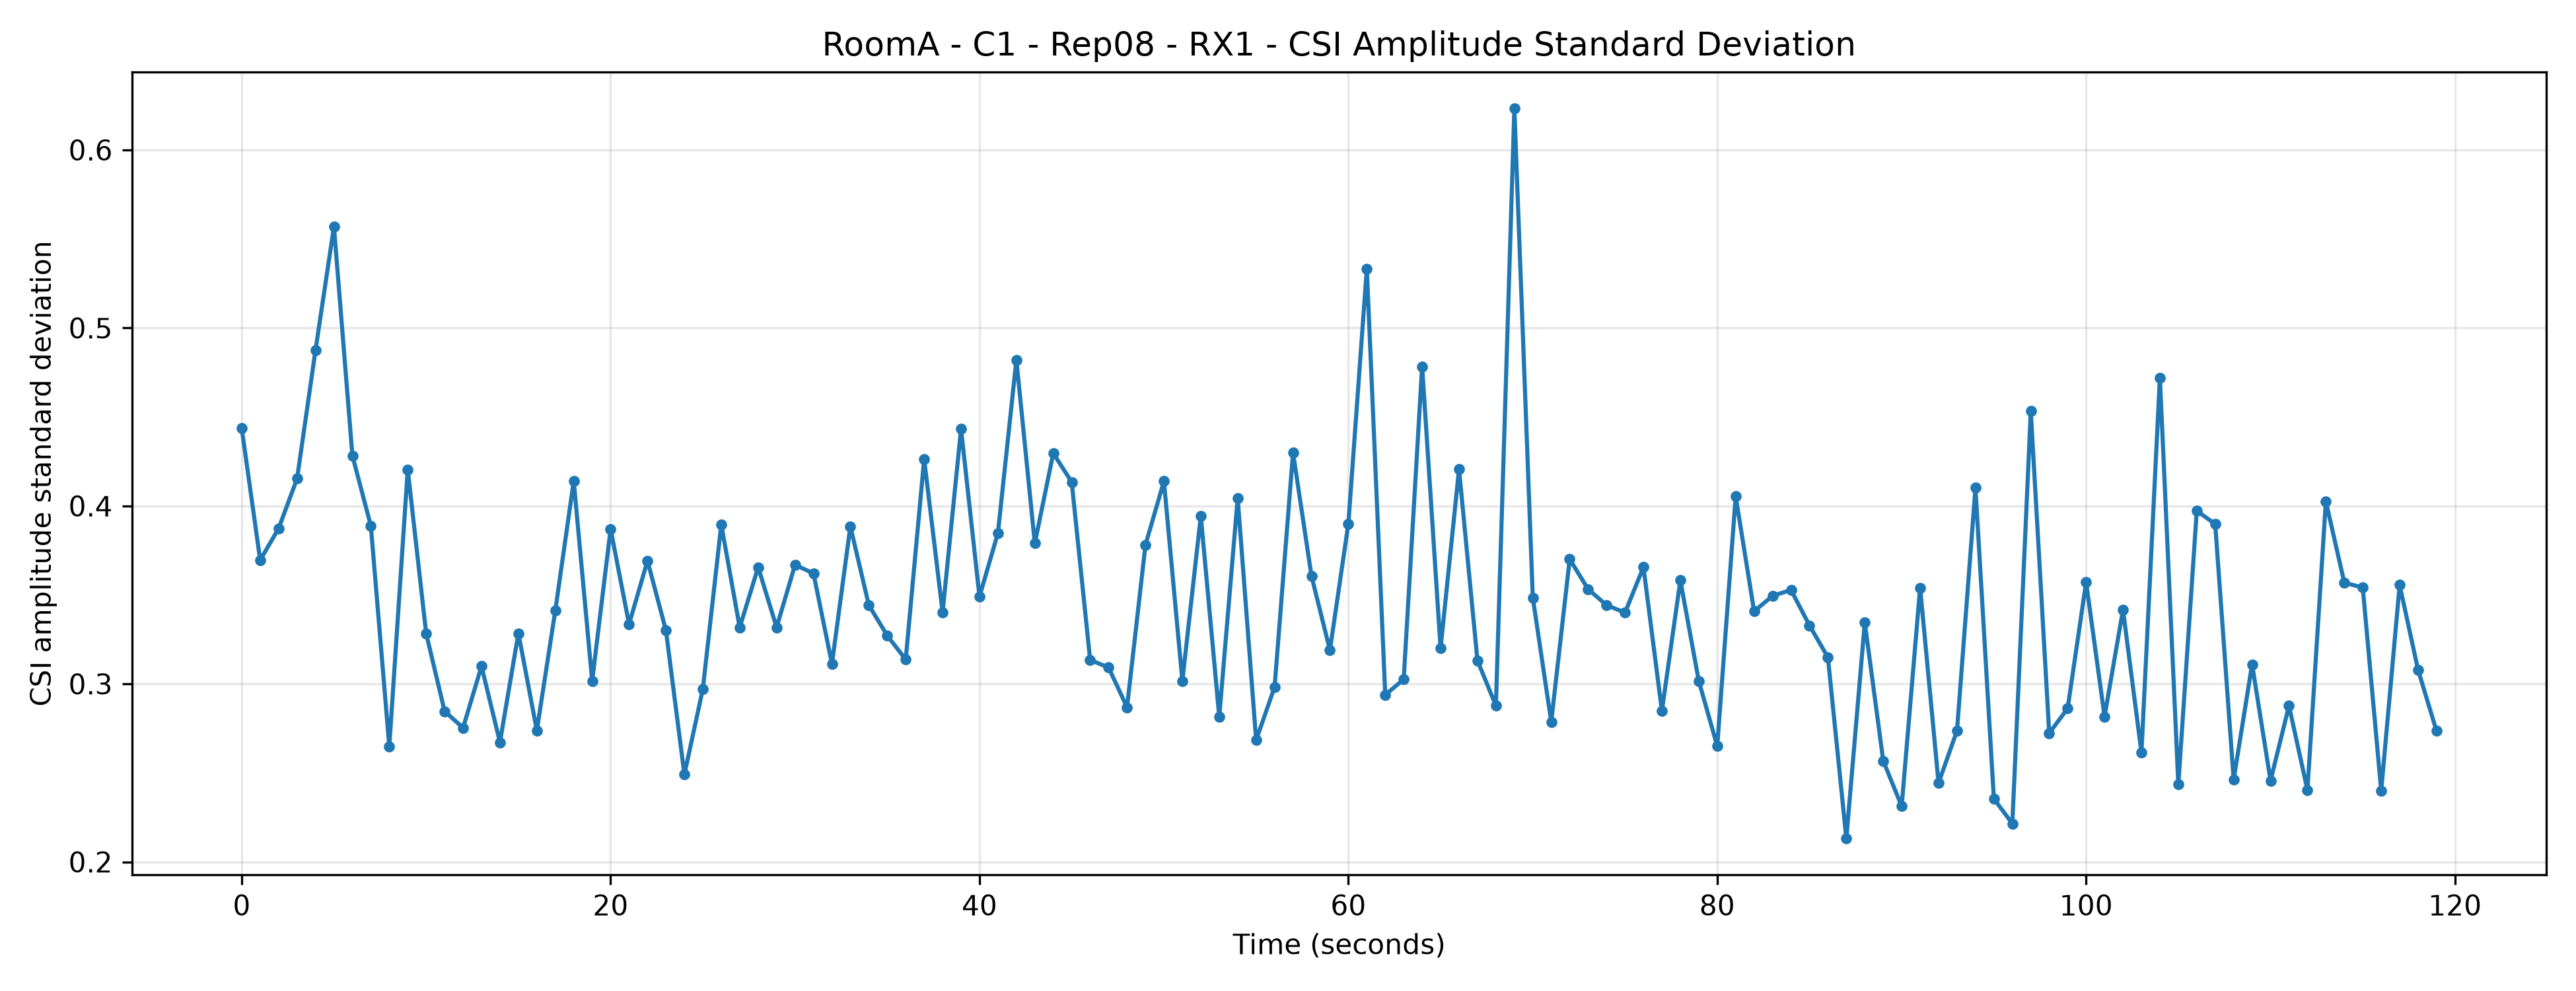 RoomA - C1 - Rep08 - RX1 - CSI Amplitude Standard Deviation
CSI amplitude standard deviation
0.6
0.5
0.4
0.3
0.2
0 20 40 60 80 100 120
Time (seconds)